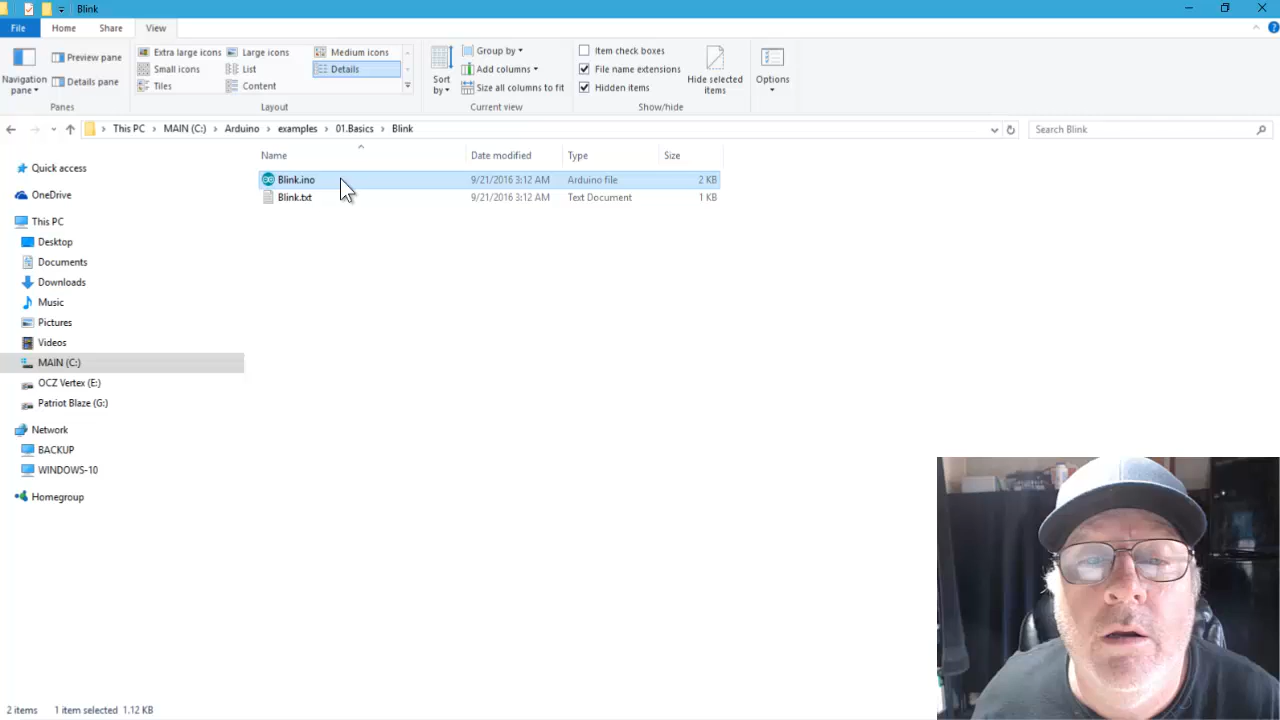 Blink
File Home Share View
Navigation pane
Preview pane
Details pane
Panes
Extra large icons Large icons Medium icons
Small icons List Details
Tiles Content
Layout
Sort by
Group by
Add columns
Size all columns to fit
Current view
Item check boxes
File name extensions
Hidden items
Hide selected items
Show/hide
Options
This PC MAIN (C:) Arduino examples 01.Basics Blink
Search Blink
Name Date modified Type Size
Blink.ino 9/21/2016 3:12 AM Arduino file 2 KB
Blink.txt 9/21/2016 3:12 AM Text Document 1 KB
Quick access
OneDrive
This PC
Desktop
Documents
Downloads
Music
Pictures
Videos
MAIN (C:)
OCZ Vertex (E:)
Patriot Blaze (G:)
Network
BACKUP
WINDOWS-10
Homegroup
2 items 1 item selected 1.12 KB